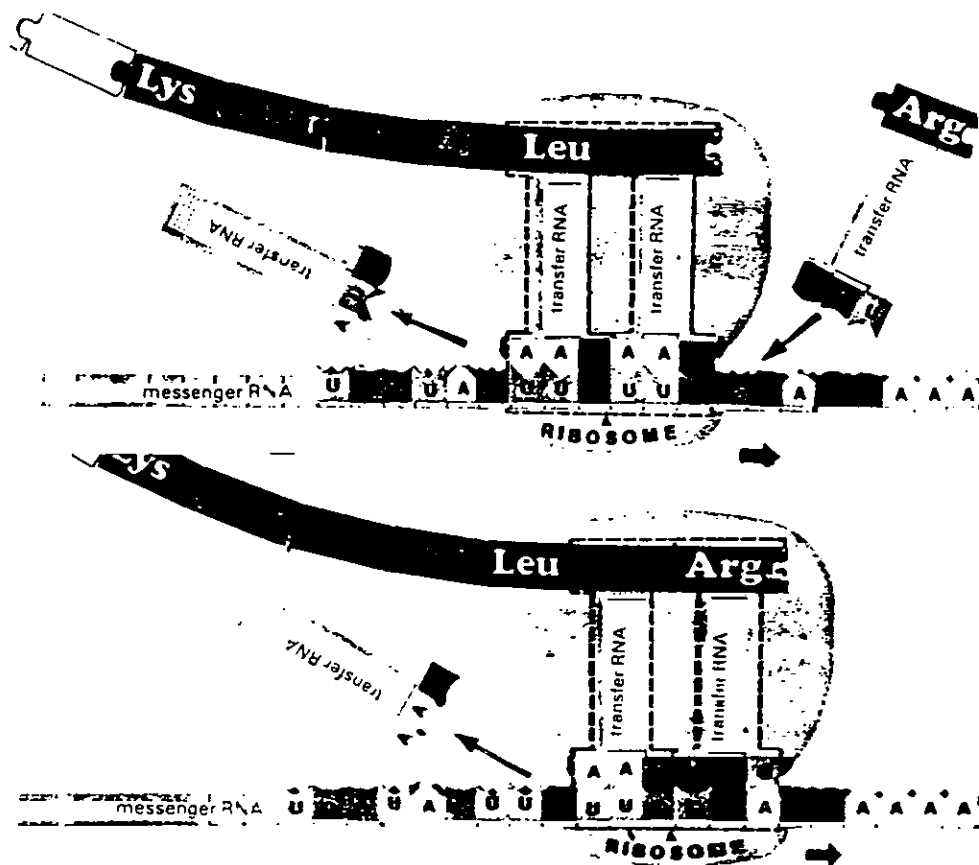 Lys
Leu
Arg
transfer RNA
transfer RNA
transfer RNA
transfer RNA
A A A A
messenger RNA U U A U U U U A A A A
RIBOSOME
Lys
Leu Arg
transfer RNA
transfer RNA
transfer RNA
A A
A A
messenger RNA U U A U U U U A A A A A
RIBOSOME